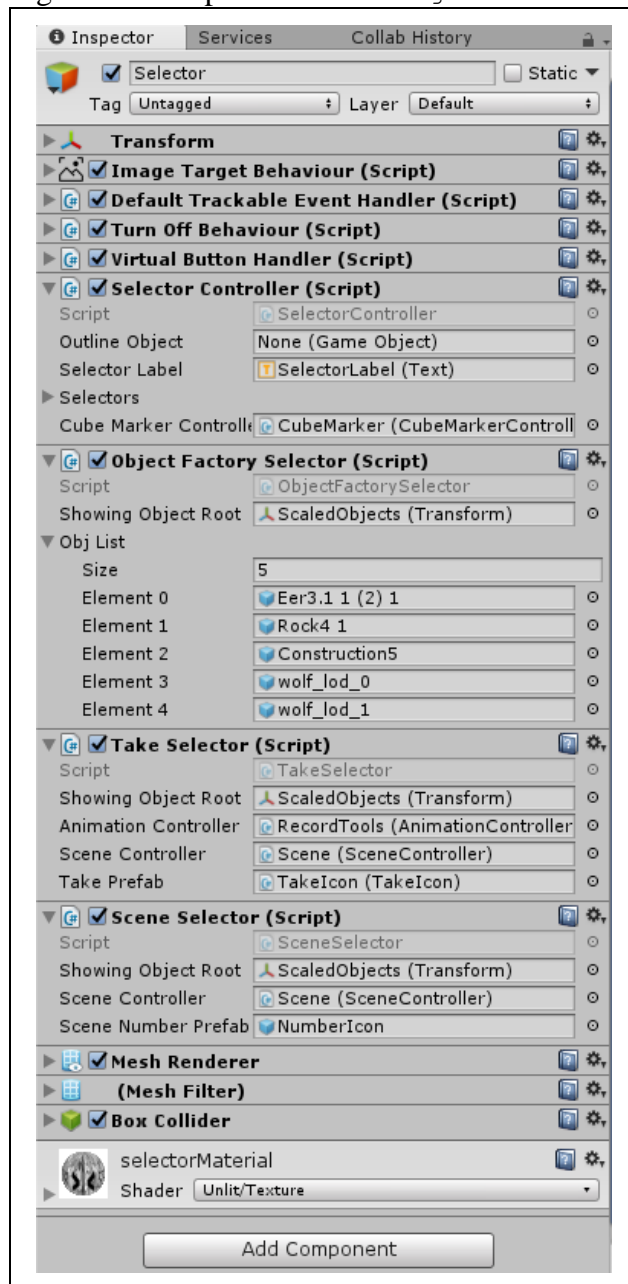 Inspector Services Collab History
Selector Static
Tag Untagged Layer Default
Transform
Image Target Behaviour (Script)
Default Trackable Event Handler (Script)
Turn Off Behaviour (Script)
Virtual Button Handler (Script)
Selector Controller (Script)
Script SelectorController
Outline Object None (Game Object)
Selector Label SelectorLabel (Text)
Selectors
Cube Marker Controlle CubeMarker (CubeMarkerControll
Object Factory Selector (Script)
Script ObjectFactorySelector
Showing Object Root ScaledObjects (Transform)
Obj List
Size 5
Element 0 Eer3.1 1 (2) 1
Element 1 Rock4 1
Element 2 Construction5
Element 3 wolf_lod_0
Element 4 wolf_lod_1
Take Selector (Script)
Script TakeSelector
Showing Object Root ScaledObjects (Transform)
Animation Controller RecordTools (AnimationController
Scene Controller Scene (SceneController)
Take Prefab TakeIcon (TakeIcon)
Scene Selector (Script)
Script SceneSelector
Showing Object Root ScaledObjects (Transform)
Scene Controller Scene (SceneController)
Scene Number Prefab NumberIcon
Mesh Renderer
(Mesh Filter)
Box Collider
selectorMaterial
Shader Unlit/Texture
Add Component